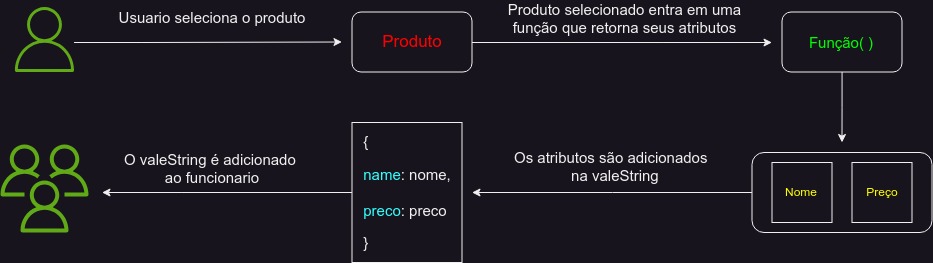 Usuario seleciona o produto
Produto
Produto selecionado entra em uma
função que retorna seus atributos
Função( )
Nome
Preço
Os atributos são adicionados
na valeString
{
name: nome,
preco: preco
}
O valeString é adicionado
ao funcionario